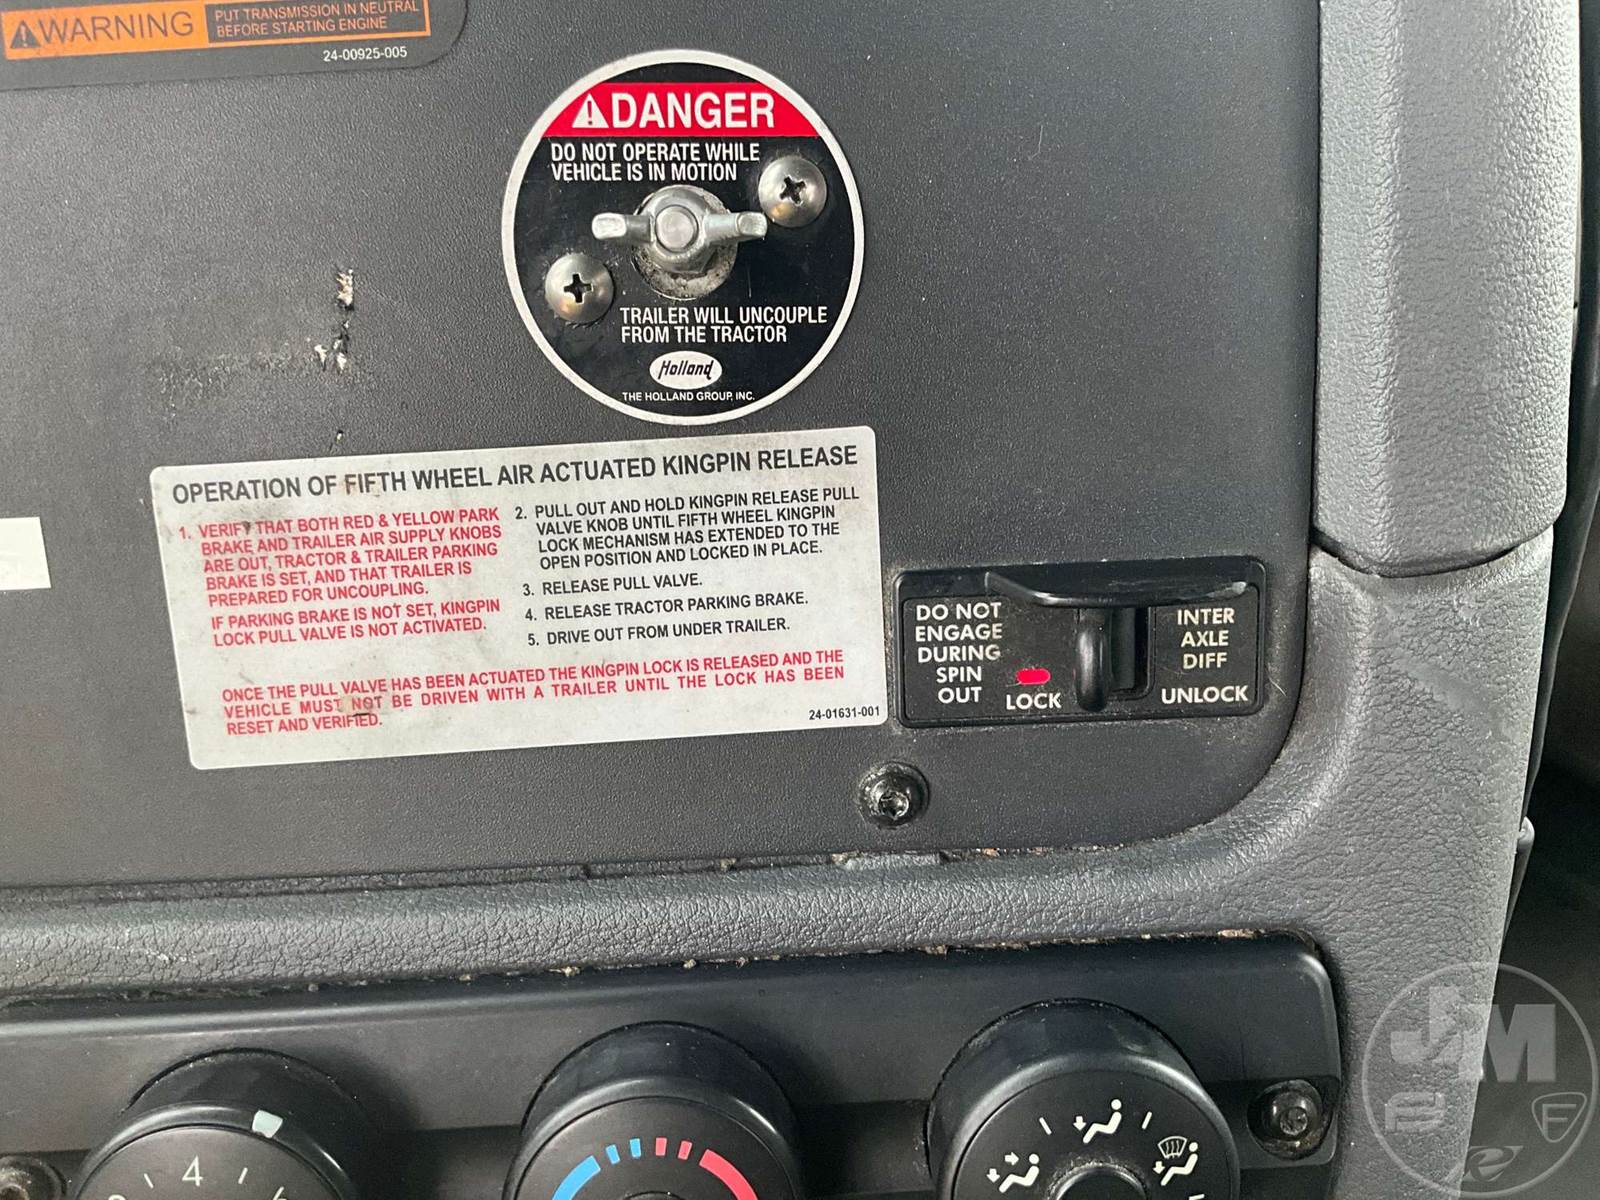 WARNING
PUT TRANSMISSION IN NEUTRAL
BEFORE STARTING ENGINE
24-00925-005
DANGER
DO NOT OPERATE WHILE
VEHICLE IS IN MOTION
TRAILER WILL UNCOUPLE
FROM THE TRACTOR
Holland
THE HOLLAND GROUP, INC.
OPERATION OF FIFTH WHEEL AIR ACTUATED KINGPIN RELEASE
1. VERIFY THAT BOTH RED & YELLOW PARK
BRAKE AND TRAILER AIR SUPPLY KNOBS
ARE OUT, TRACTOR & TRAILER PARKING
BRAKE IS SET, AND THAT TRAILER IS
PREPARED FOR UNCOUPLING.
IF PARKING BRAKE IS NOT SET, KINGPIN
LOCK PULL VALVE IS NOT ACTIVATED.
2. PULL OUT AND HOLD KINGPIN RELEASE PULL
VALVE KNOB UNTIL FIFTH WHEEL KINGPIN
LOCK MECHANISM HAS EXTENDED TO THE
OPEN POSITION AND LOCKED IN PLACE.
3. RELEASE PULL VALVE.
4. RELEASE TRACTOR PARKING BRAKE.
5. DRIVE OUT FROM UNDER TRAILER.
ONCE THE PULL VALVE HAS BEEN ACTUATED THE KINGPIN LOCK IS RELEASED AND THE
VEHICLE MUST NOT BE DRIVEN WITH A TRAILER UNTIL THE LOCK HAS BEEN
RESET AND VERIFIED.
24-01631-001
DO NOT
ENGAGE
DURING
SPIN
OUT
LOCK
INTER
AXLE
DIFF
UNLOCK
4
JM